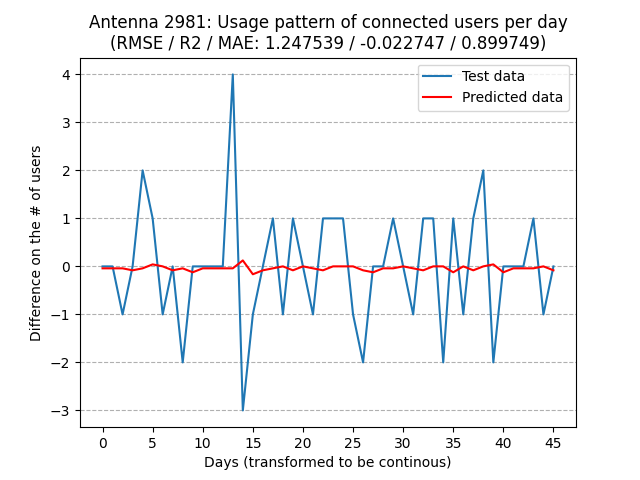 Antenna 2981: Usage pattern of connected users per day
(RMSE / R2 / MAE: 1.247539 / -0.022747 / 0.899749)
Test data
Predicted data
Difference on the # of users
4
3
2
1
0
−1
−2
−3
0 5 10 15 20 25 30 35 40 45
Days (transformed to be continous)